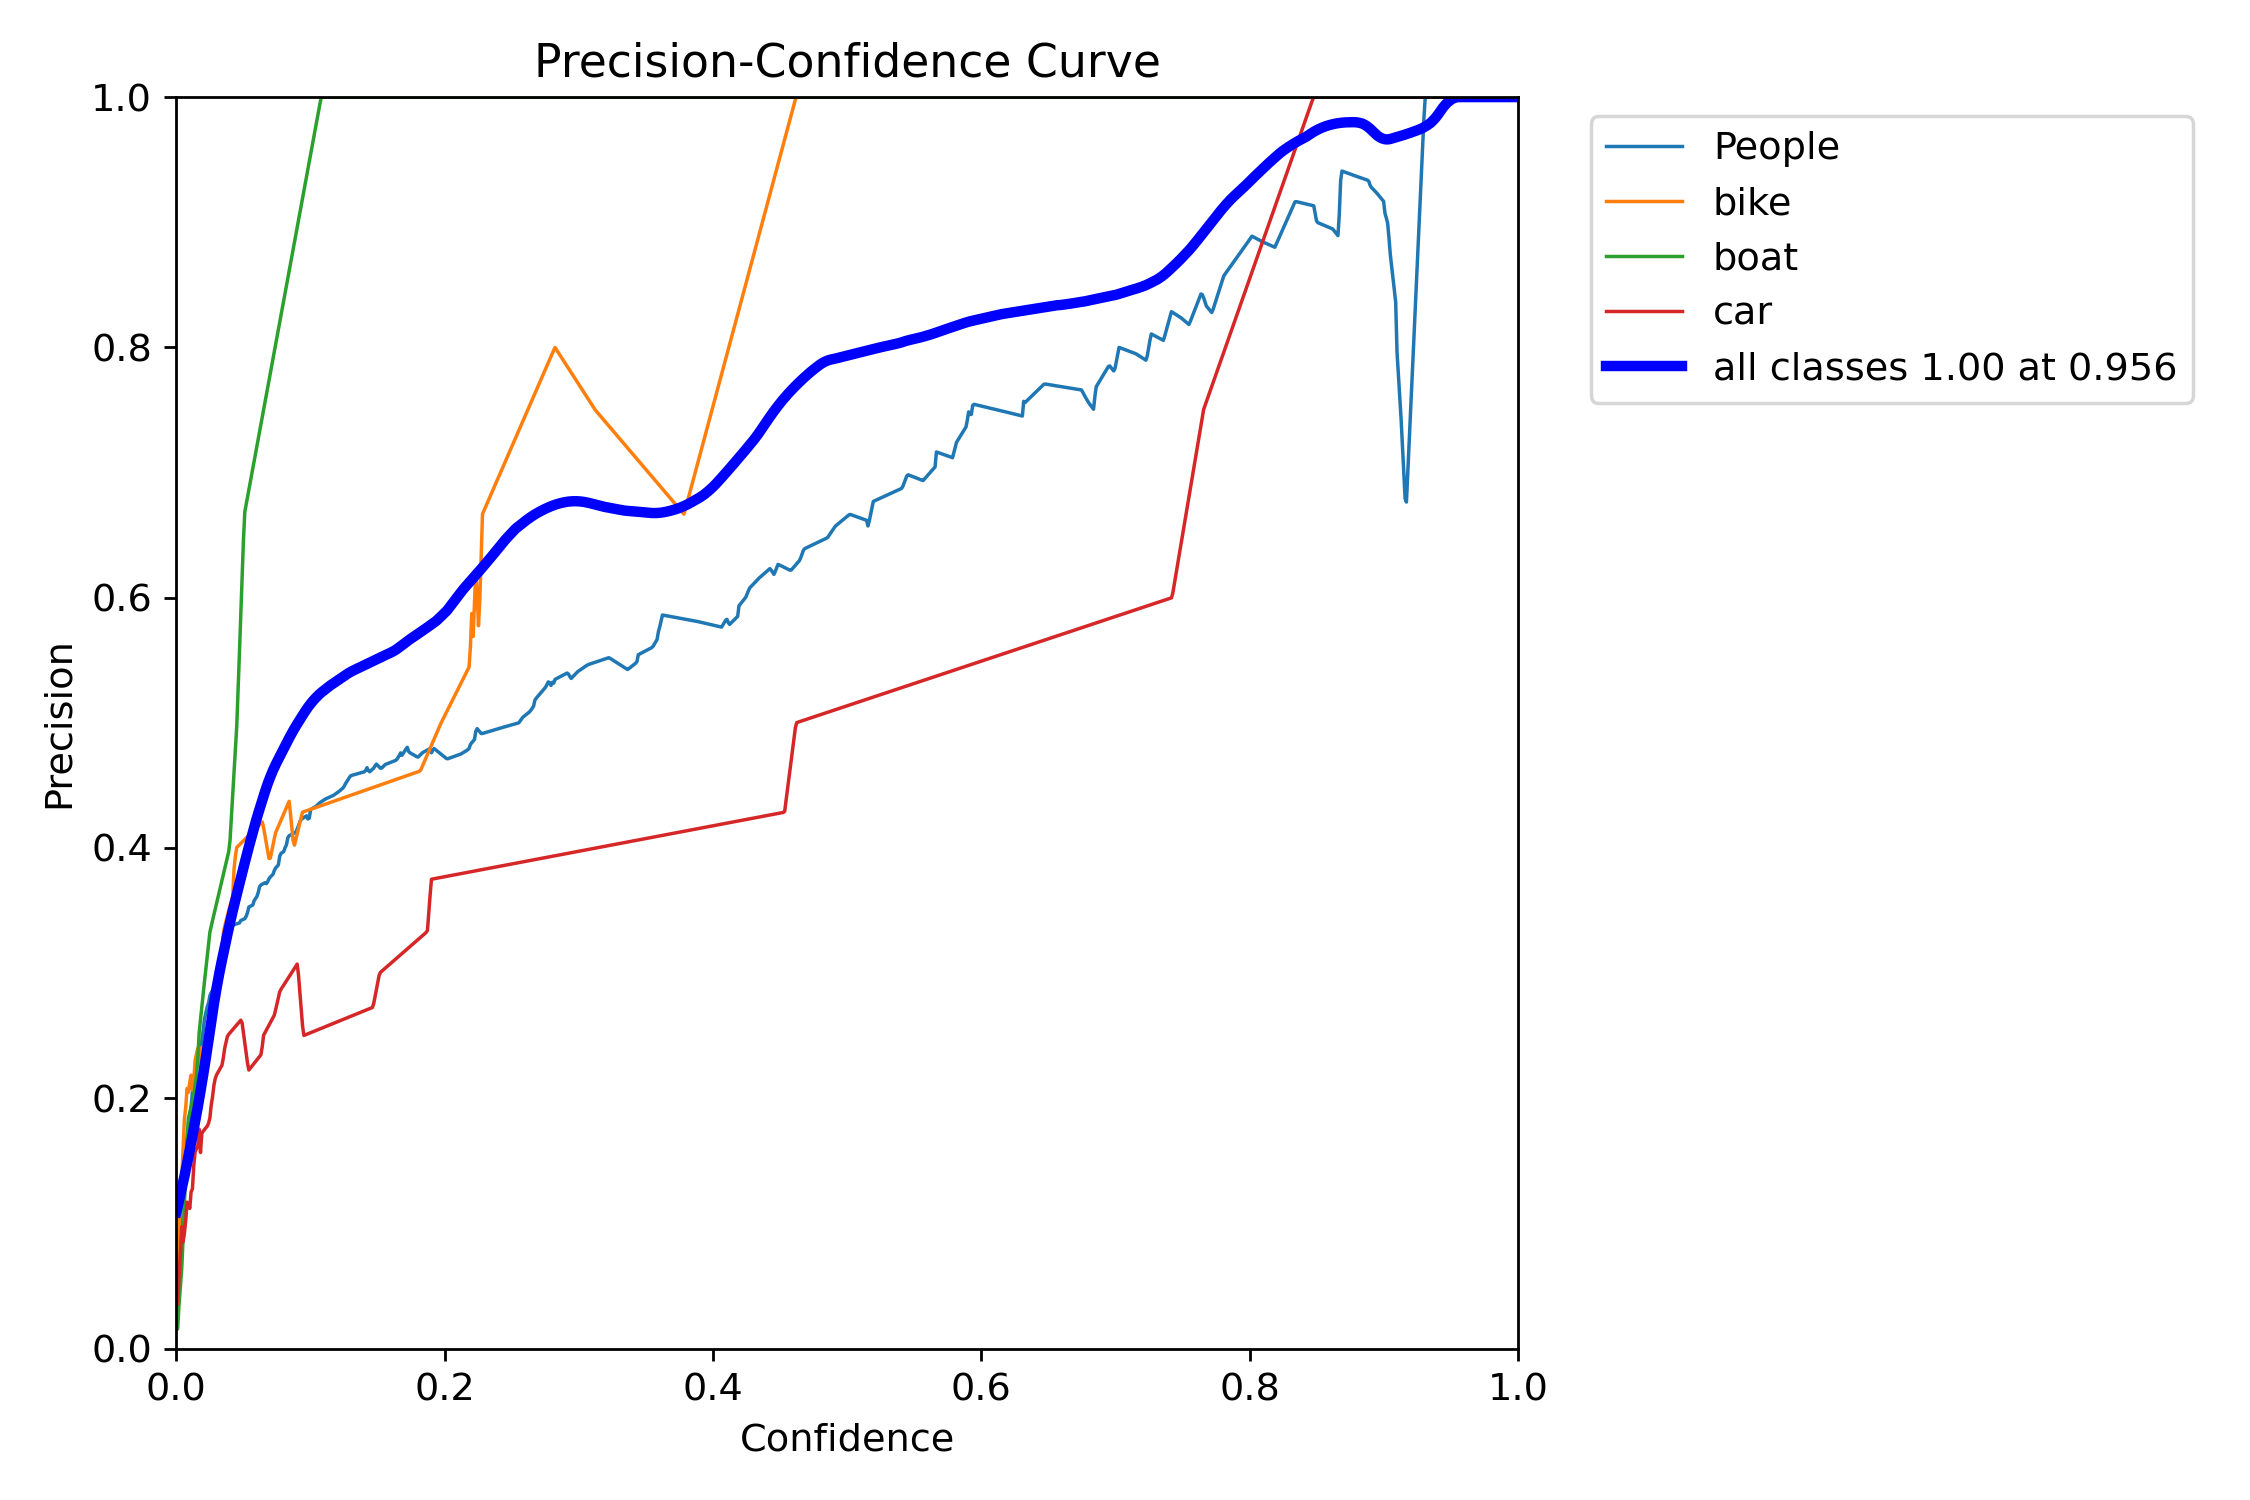 Precision-Confidence Curve
1.0
0.8
0.6
0.4
0.2
0.0
Precision
0.0 0.2 0.4 0.6 0.8 1.0
Confidence
People
bike
boat
car
all classes 1.00 at 0.956